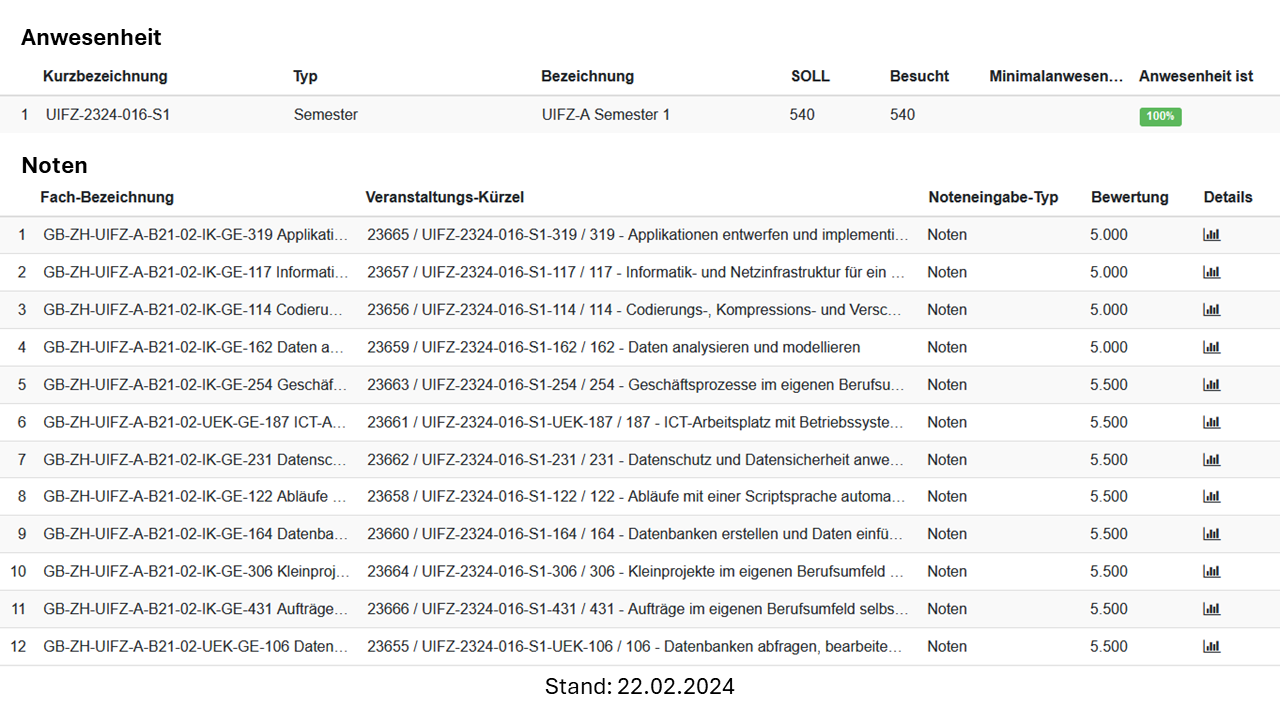 Anwesenheit
Kurzbezeichnung Typ Bezeichnung SOLL Besucht Minimalanwesen… Anwesenheit ist
1 UIFZ-2324-016-S1 Semester UIFZ-A Semester 1 540 540 100%
Noten
Fach-Bezeichnung Veranstaltungs-Kürzel Noteneingabe-Typ Bewertung Details
1 GB-ZH-UIFZ-A-B21-02-IK-GE-319 Applikati… 23665 / UIFZ-2324-016-S1-319 / 319 - Applikationen entwerfen und implementi… Noten 5.000
2 GB-ZH-UIFZ-A-B21-02-IK-GE-117 Informati… 23657 / UIFZ-2324-016-S1-117 / 117 - Informatik- und Netzinfrastruktur für ein … Noten 5.000
3 GB-ZH-UIFZ-A-B21-02-IK-GE-114 Codieru… 23656 / UIFZ-2324-016-S1-114 / 114 - Codierungs-, Kompressions- und Versc… Noten 5.000
4 GB-ZH-UIFZ-A-B21-02-IK-GE-162 Daten a… 23659 / UIFZ-2324-016-S1-162 / 162 - Daten analysieren und modellieren Noten 5.000
5 GB-ZH-UIFZ-A-B21-02-IK-GE-254 Geschäf… 23663 / UIFZ-2324-016-S1-254 / 254 - Geschäftsprozesse im eigenen Berufsu… Noten 5.500
6 GB-ZH-UIFZ-A-B21-02-UEK-GE-187 ICT-A… 23661 / UIFZ-2324-016-S1-UEK-187 / 187 - ICT-Arbeitsplatz mit Betriebssyste… Noten 5.500
7 GB-ZH-UIFZ-A-B21-02-IK-GE-231 Datensc… 23662 / UIFZ-2324-016-S1-231 / 231 - Datenschutz und Datensicherheit anwe… Noten 5.500
8 GB-ZH-UIFZ-A-B21-02-IK-GE-122 Abläufe … 23658 / UIFZ-2324-016-S1-122 / 122 - Abläufe mit einer Scriptsprache automa… Noten 5.500
9 GB-ZH-UIFZ-A-B21-02-IK-GE-164 Datenba… 23660 / UIFZ-2324-016-S1-164 / 164 - Datenbanken erstellen und Daten einfü… Noten 5.500
10 GB-ZH-UIFZ-A-B21-02-IK-GE-306 Kleinproj… 23664 / UIFZ-2324-016-S1-306 / 306 - Kleinprojekte im eigenen Berufsumfeld … Noten 5.500
11 GB-ZH-UIFZ-A-B21-02-IK-GE-431 Aufträge… 23666 / UIFZ-2324-016-S1-431 / 431 - Aufträge im eigenen Berufsumfeld selbs… Noten 5.500
12 GB-ZH-UIFZ-A-B21-02-UEK-GE-106 Daten… 23655 / UIFZ-2324-016-S1-UEK-106 / 106 - Datenbanken abfragen, bearbeite… Noten 5.500
Stand: 22.02.2024